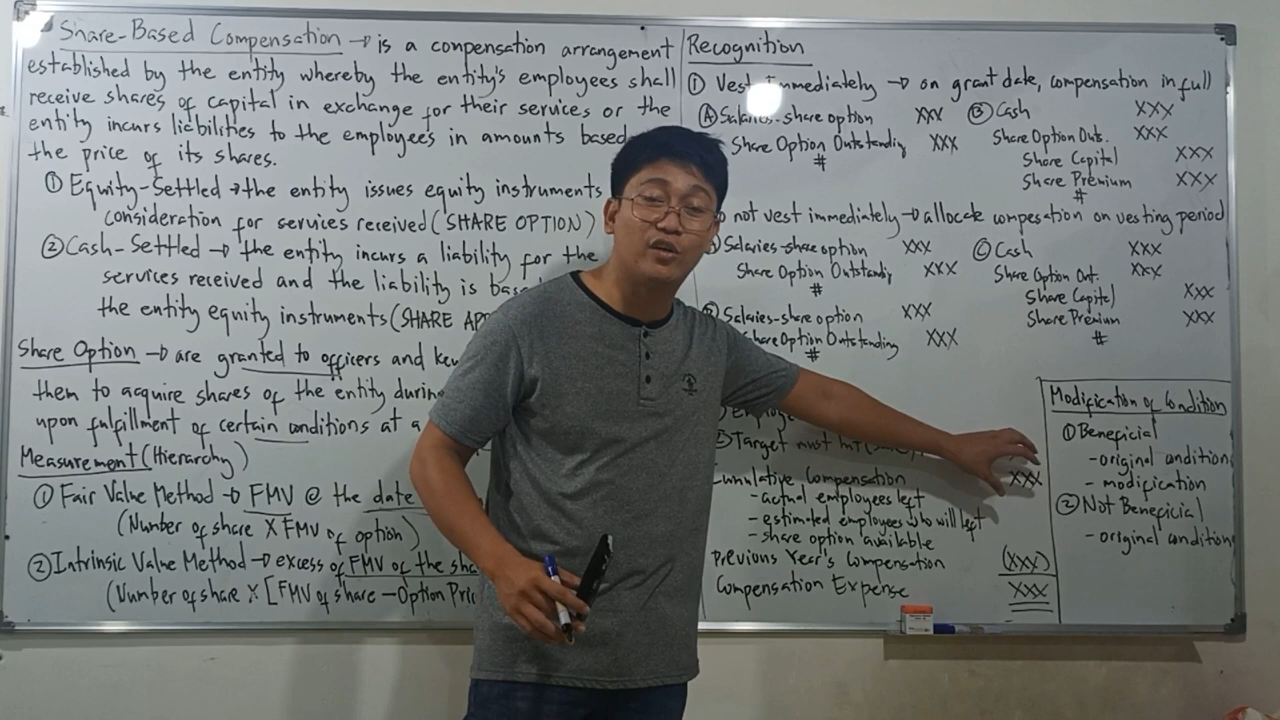 Share-Based Compensation → is a compensation arrangement
established by the entity whereby the entity's employees shall
receive shares of capital in exchange for their services or the
entity incurs liabilities to the employees in amounts based
the price of its shares.
① Equity-Settled → the entity issues equity instruments
consideration for services received (SHARE OPTION)
② Cash-Settled → the entity incurs a liability for the
services received and the liability is
the entity equity instruments (SHARE
Share Option → are granted to officers and
them to acquire shares of the entity
upon fulfillment of certain conditions at a
Measurement (Hierarchy)
① Fair Value Method → FMV @ the date
(Number of share X FMV of option)
② Intrinsic Value Method → excess of FMV of the
(Number of share X [FMV of share - Option
Recognition
① Vest immediately → on grant date, compensation in full
Ⓐ Salaries-share option XXX
Share Option Outstanding XXX
#
Ⓑ Cash XXX
Share Option Outs. XXX
Share Capital XXX
Share Premium XXX
#
not vest immediately → allocate compesation on vesting period
Salaries-share option XXX
Share Option Outstandig XXX
#
Salaries-share option XXX
Share Option Outstanding XXX
#
Ⓒ Cash XXX
Share Option Out. XXX
Share Capital XXX
Share Premium XXX
#
② Target must
Cumulative Compensation XXX
- actual employees left
- estimated employees who will left
- share option available
Previous Year's Compensation (XXX)
Compensation Expense XXX
Modification of Condition
① Beneficial
- original condition
- modification
② Not Beneficial
- original condition